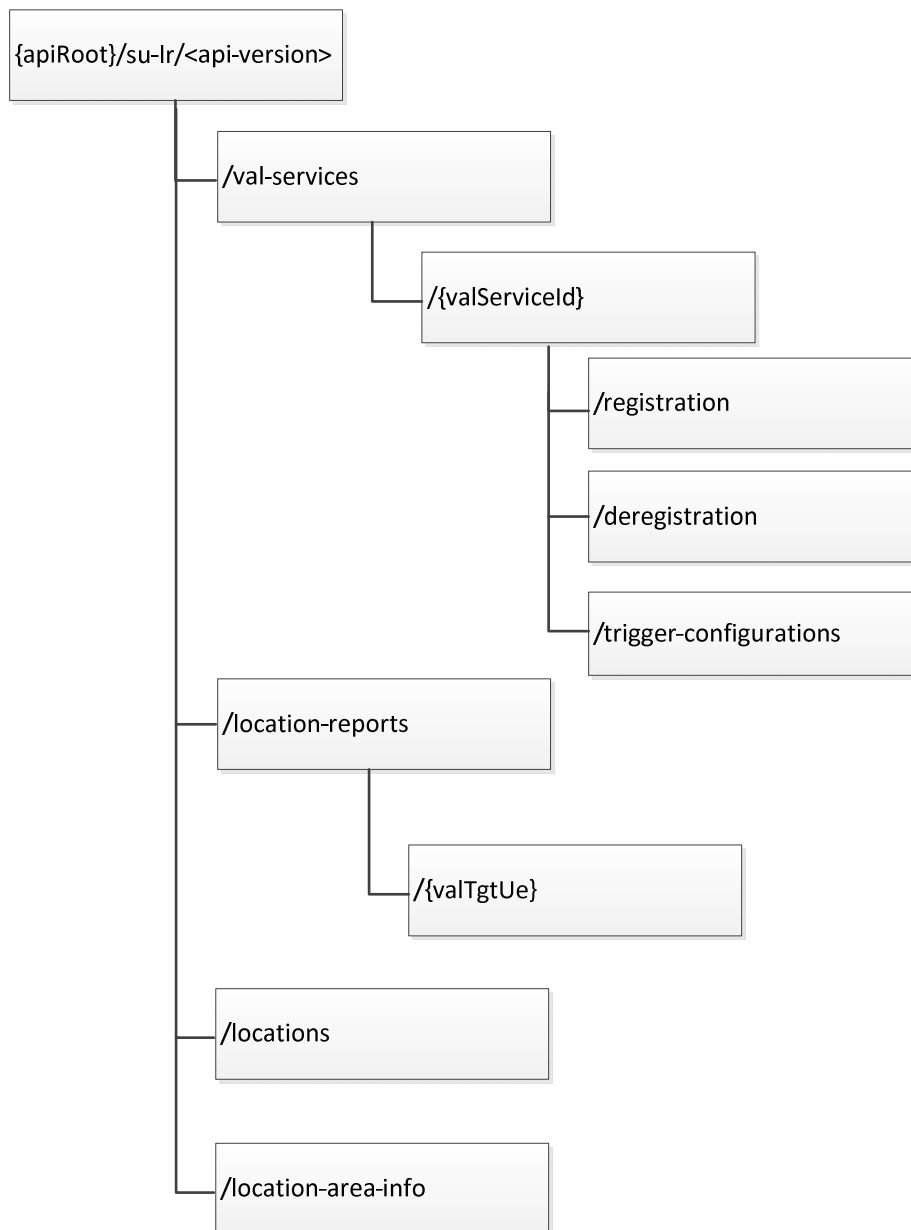 {apiRoot}/su-lr/<api-version>
/val-services
/{valServiceId}
/registration
/deregistration
/trigger-configurations
/location-reports
/{valTgtUe}
/locations
/location-area-info